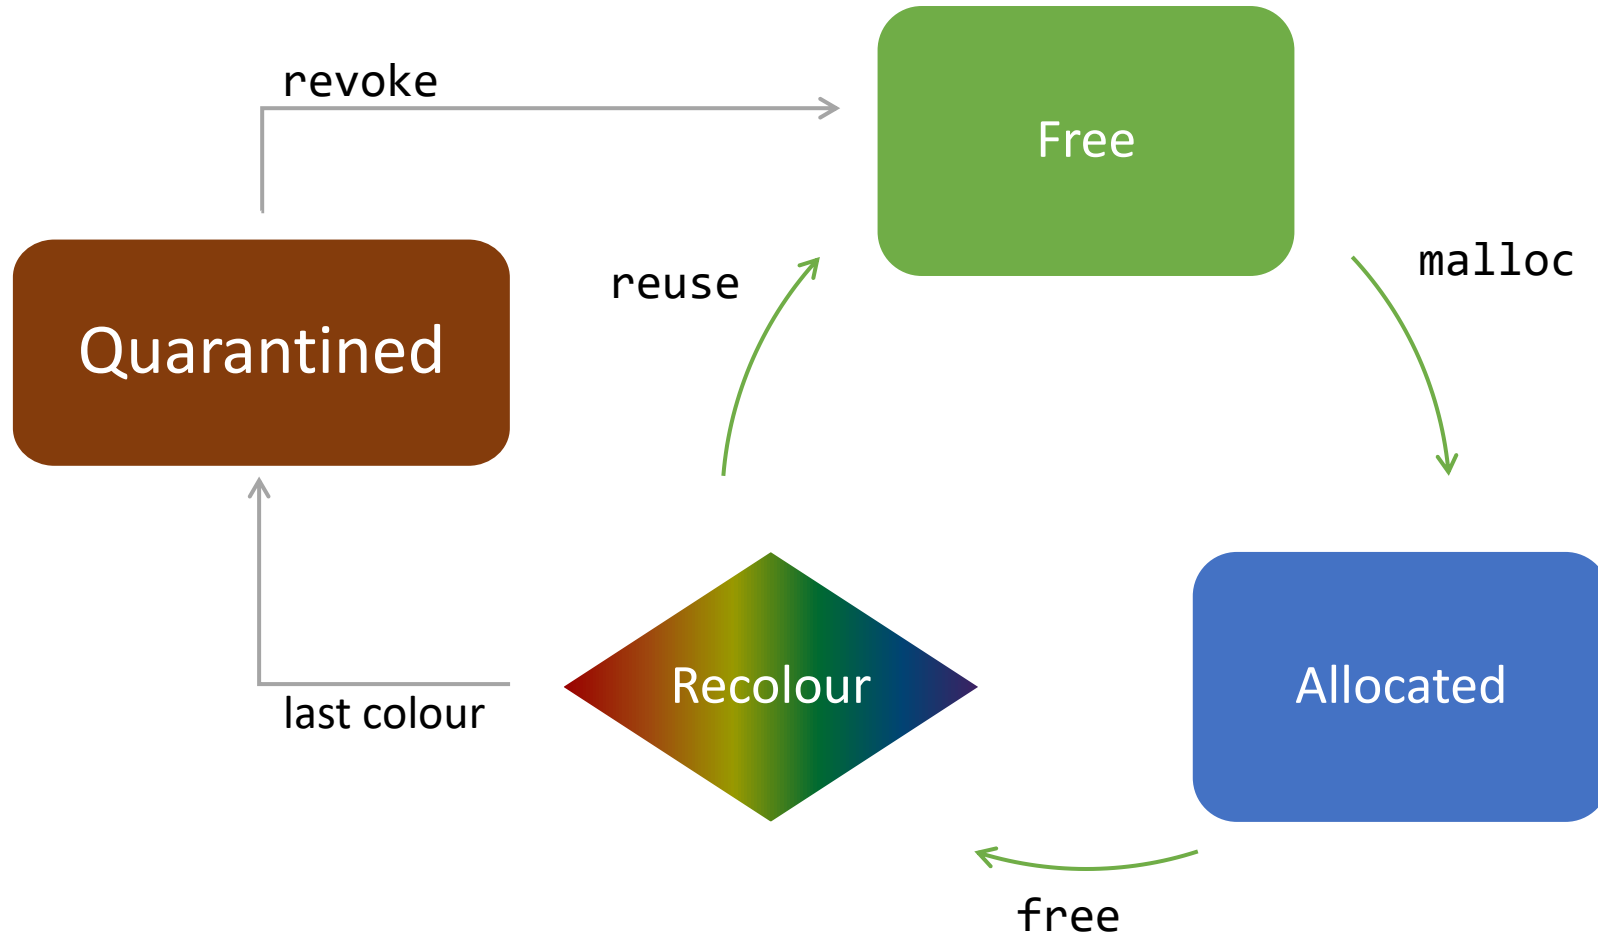 revoke
Free
malloc
reuse
Quarantined
Recolour
Allocated
last colour
free